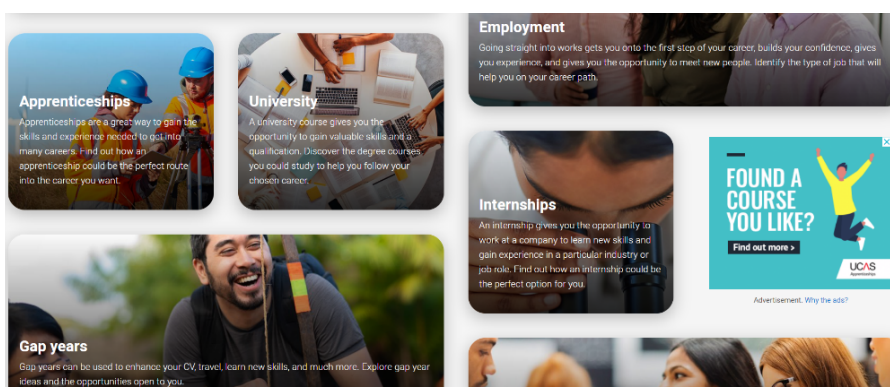 Employment
Going straight into works gets you onto the first step of your career, builds your confidence, gives
you experience, and gives you the opportunity to meet new people. Identify the type of job that will
help you on your career path.
Apprenticeships
Apprenticeships are a great way to gain the
skills and experience needed to get into
many careers. Find out how an
apprenticeship could be the perfect route
into the career you want.
University
A university course gives you the
opportunity to gain valuable skills and a
qualification. Discover the degree courses
you could study to help you follow your
chosen career.
Internships
An internship gives you the opportunity to
work at a company to learn new skills and
gain experience in a particular industry or
job role. Find out how an internship could be
the perfect option for you.
FOUND A
COURSE
YOU LIKE?
Find out more >
UCAS
Apprenticeships
Advertisement. Why the ads?
Gap years
Gap years can be used to enhance your CV, travel, learn new skills, and much more. Explore gap year
ideas and the opportunities open to you.